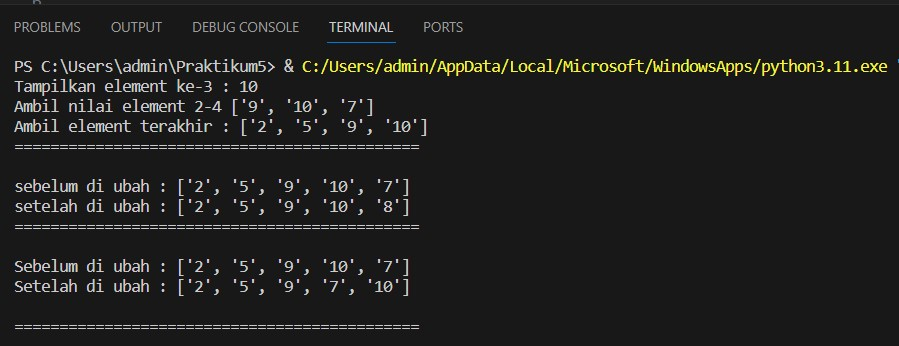 PROBLEMS OUTPUT DEBUG CONSOLE TERMINAL PORTS
PS C:\Users\admin\Praktikum5> & C:/Users/admin/AppData/Local/Microsoft/WindowsApps/python3.11.exe
Tampilkan element ke-3 : 10
Ambil nilai element 2-4 ['9', '10', '7']
Ambil element terakhir : ['2', '5', '9', '10']
=============================================
sebelum di ubah : ['2', '5', '9', '10', '7']
setelah di ubah : ['2', '5', '9', '10', '8']
=============================================
Sebelum di ubah : ['2', '5', '9', '10', '7']
Setelah di ubah : ['2', '5', '9', '7', '10']
=============================================